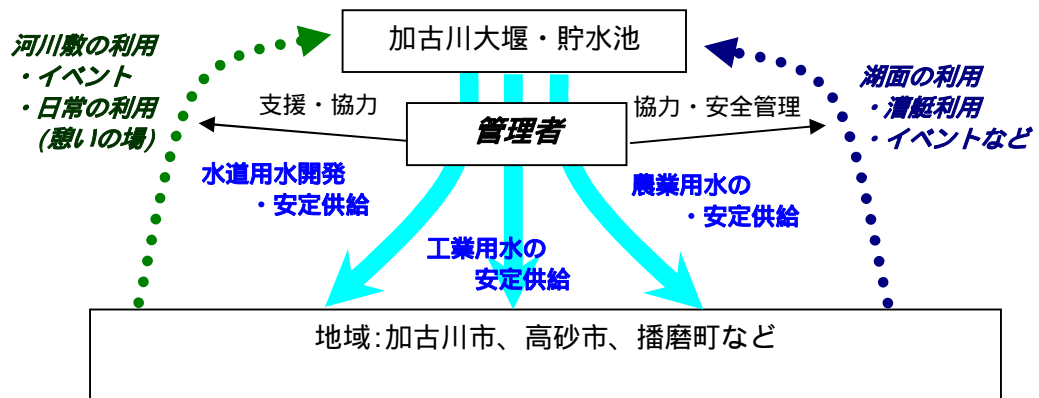 加古川大堰・貯水池
河川敷の利用
・イベント
・日常の利用
(憩いの場)
湖面の利用
・漕艇利用
・イベントなど
支援・協力
管理者
協力・安全管理
水道用水開発
・安定供給
農業用水の
・安定供給
工業用水の
安定供給
地域:加古川市、高砂市、播磨町など